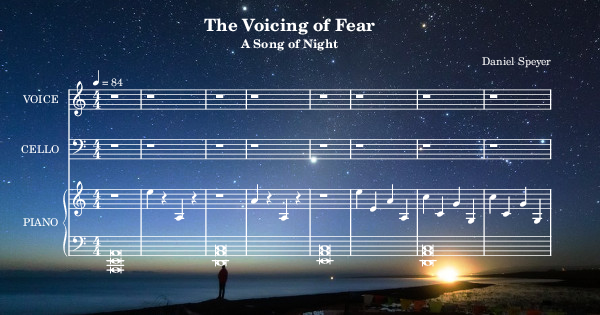 The Voicing of Fear
A Song of Night
Daniel Speyer
= 84
VOICE
CELLO
PIANO